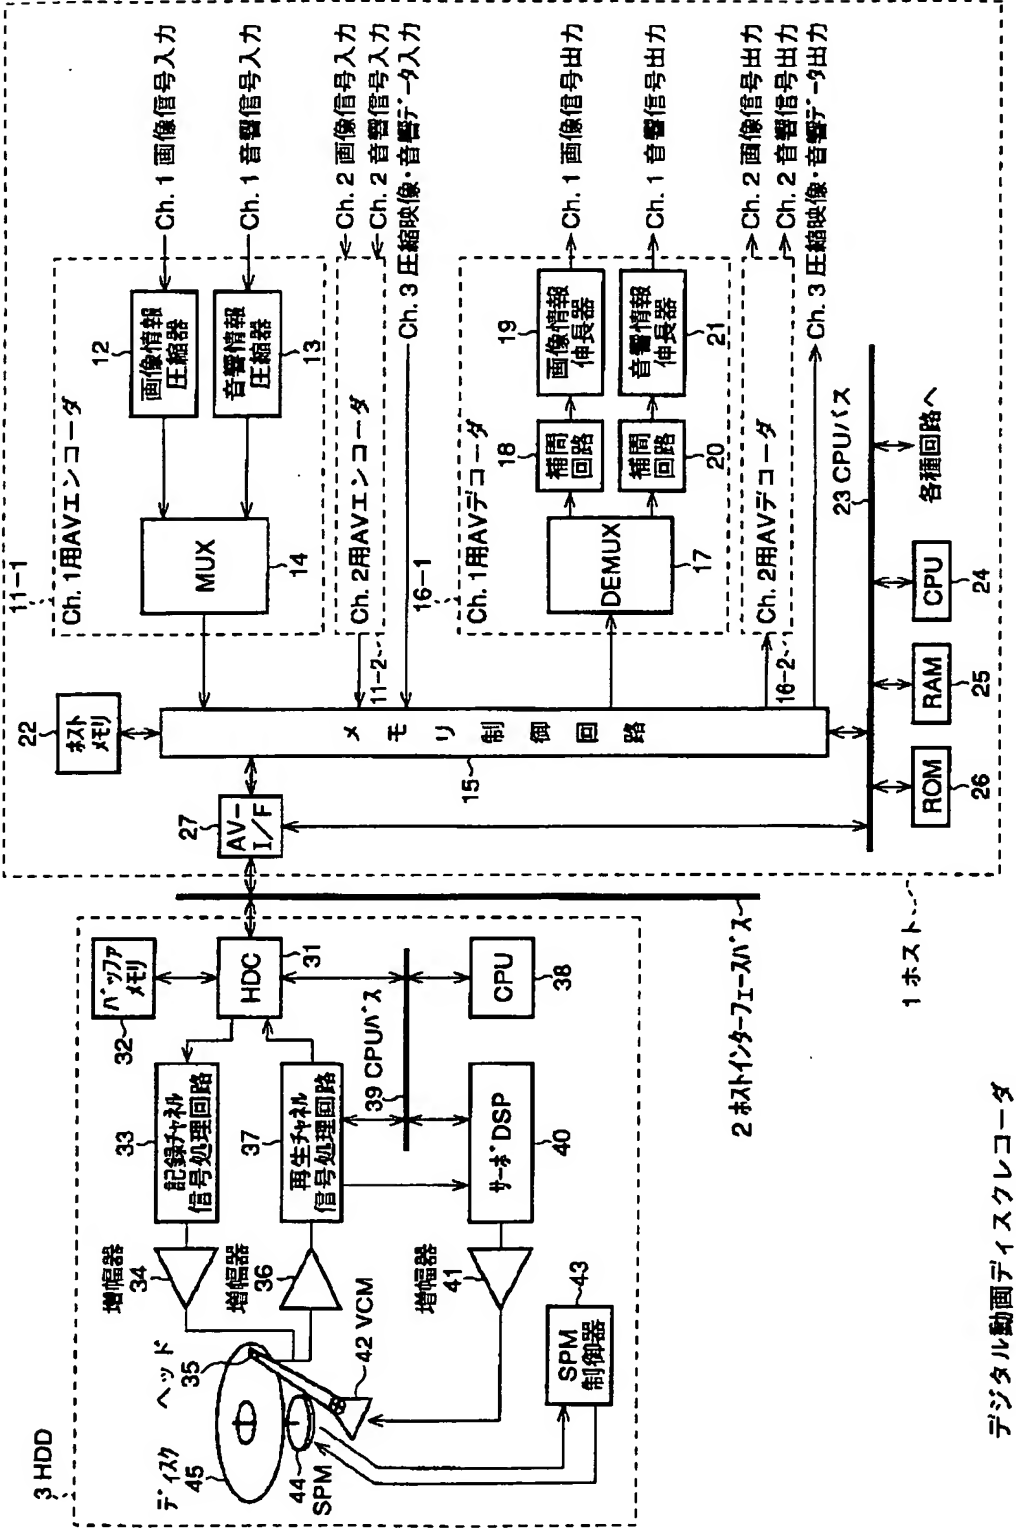 3 HDD
ディスク
45
ヘッド
35
44
SPM
42 VCM
増幅器
34
増幅器
36
増幅器
41
SPM
制御器
43
33
記録チャネル
信号処理回路
37
再生チャネル
信号処理回路
サーボDSP
40
32
バッファ
メモリ
HDC
31
39 CPUバス
CPU
38
2 ホストインターフェースバス
1 ホスト
27
AV－
I/F
22
ホスト
メモリ
メモリ制御回路
15
11-1
Ch. 1用AVエンコーダ
MUX
14
12
画像情報
圧縮器
音響情報
圧縮器
13
Ch. 1 画像信号入力
Ch. 1 音響信号入力
11-2
Ch. 2用AVエンコーダ
Ch. 2 画像信号入力
Ch. 2 音響信号入力
Ch. 3 圧縮映像・音響データ入力
16-1
Ch. 1用AVデコーダ
DEMUX
17
18
補間
回路
補間
回路
20
19
画像情報
伸長器
音響情報
伸長器
21
Ch. 1 画像信号出力
Ch. 1 音響信号出力
16-2
Ch. 2用AVデコーダ
Ch. 2 画像信号出力
Ch. 2 音響信号出力
Ch. 3 圧縮映像・音響データ出力
23 CPUバス
ROM
26
RAM
25
CPU
24
各種回路へ
デジタル動画ディスクレコーダ